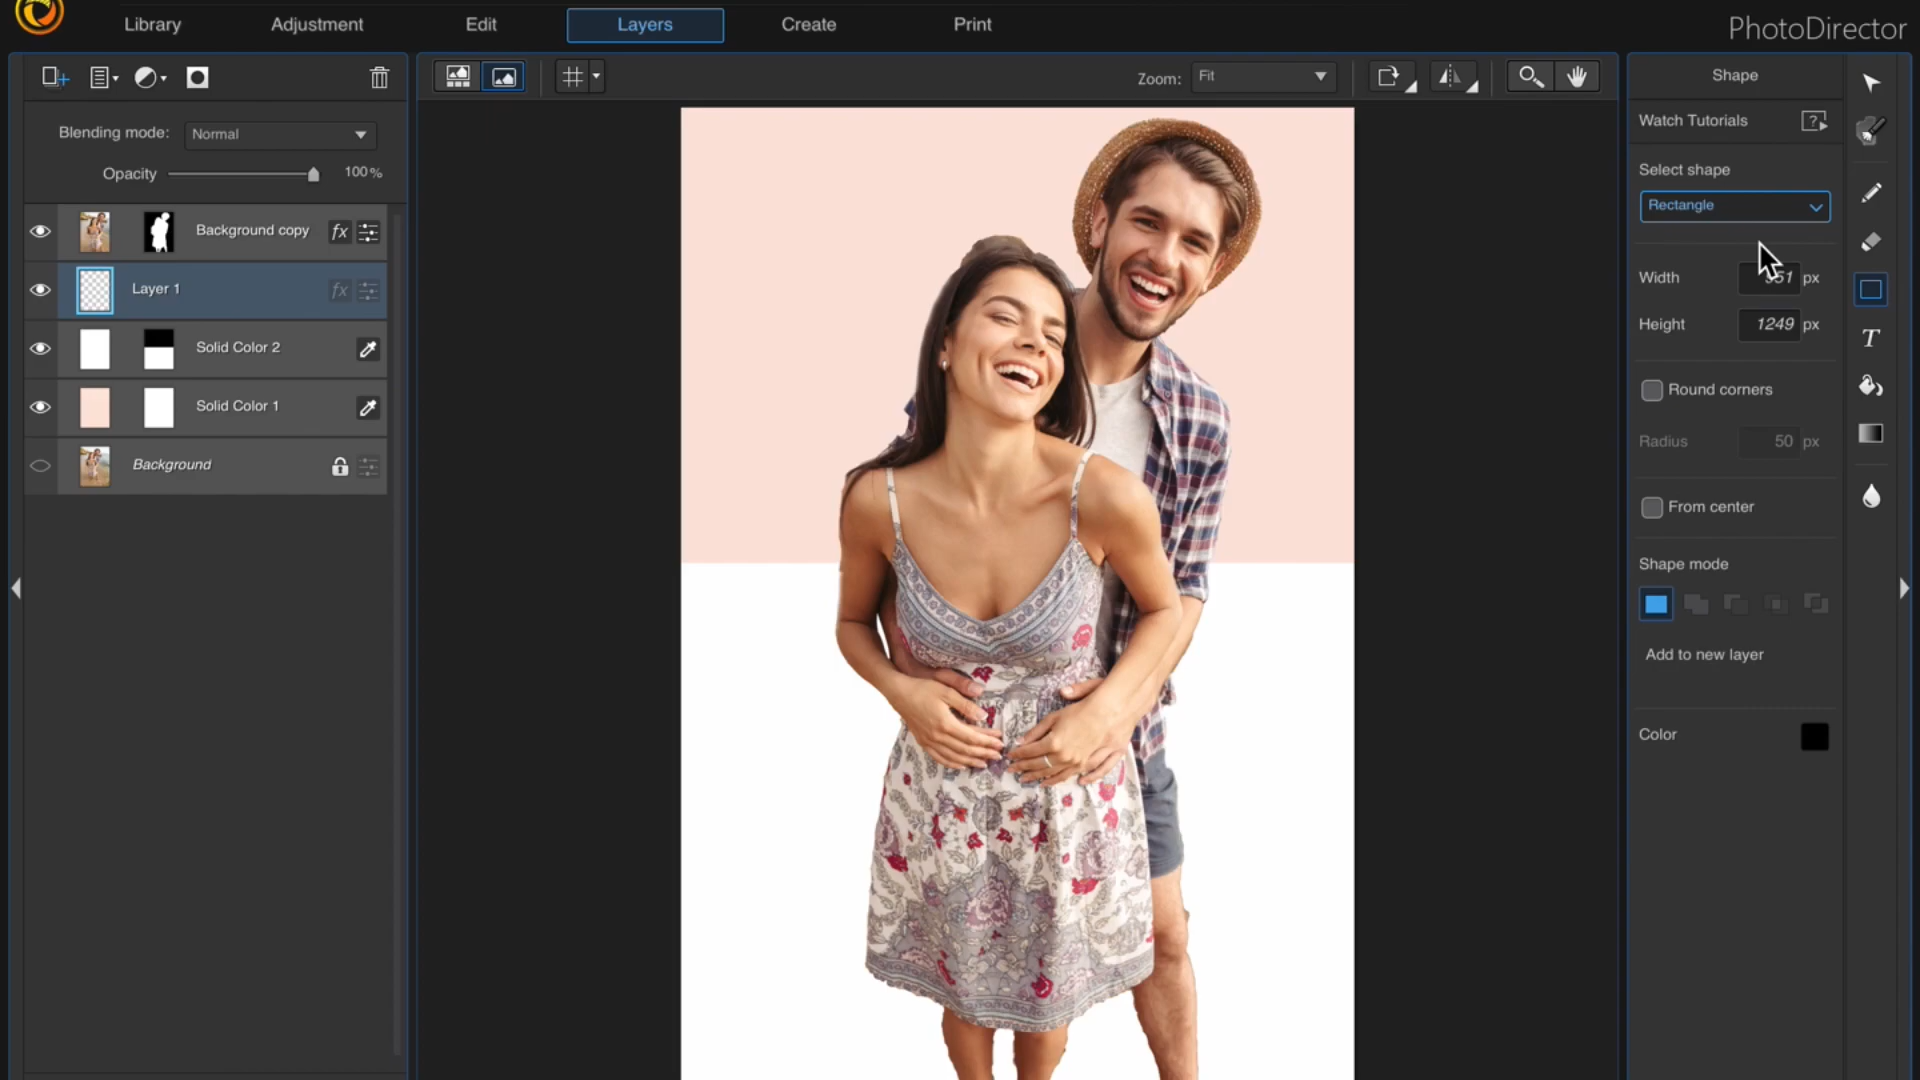 Library Adjustment Edit Layers Create Print PhotoDirector
Blending mode: Normal
Opacity 100 %
Background copy fx
Layer 1 fx
Solid Color 2
Solid Color 1
Background
Zoom: Fit
Shape
Watch Tutorials ?
Select shape
Rectangle
Width px
Height 1249 px
Round corners
Radius 50 px
From center
Shape mode
Add to new layer
Color
T